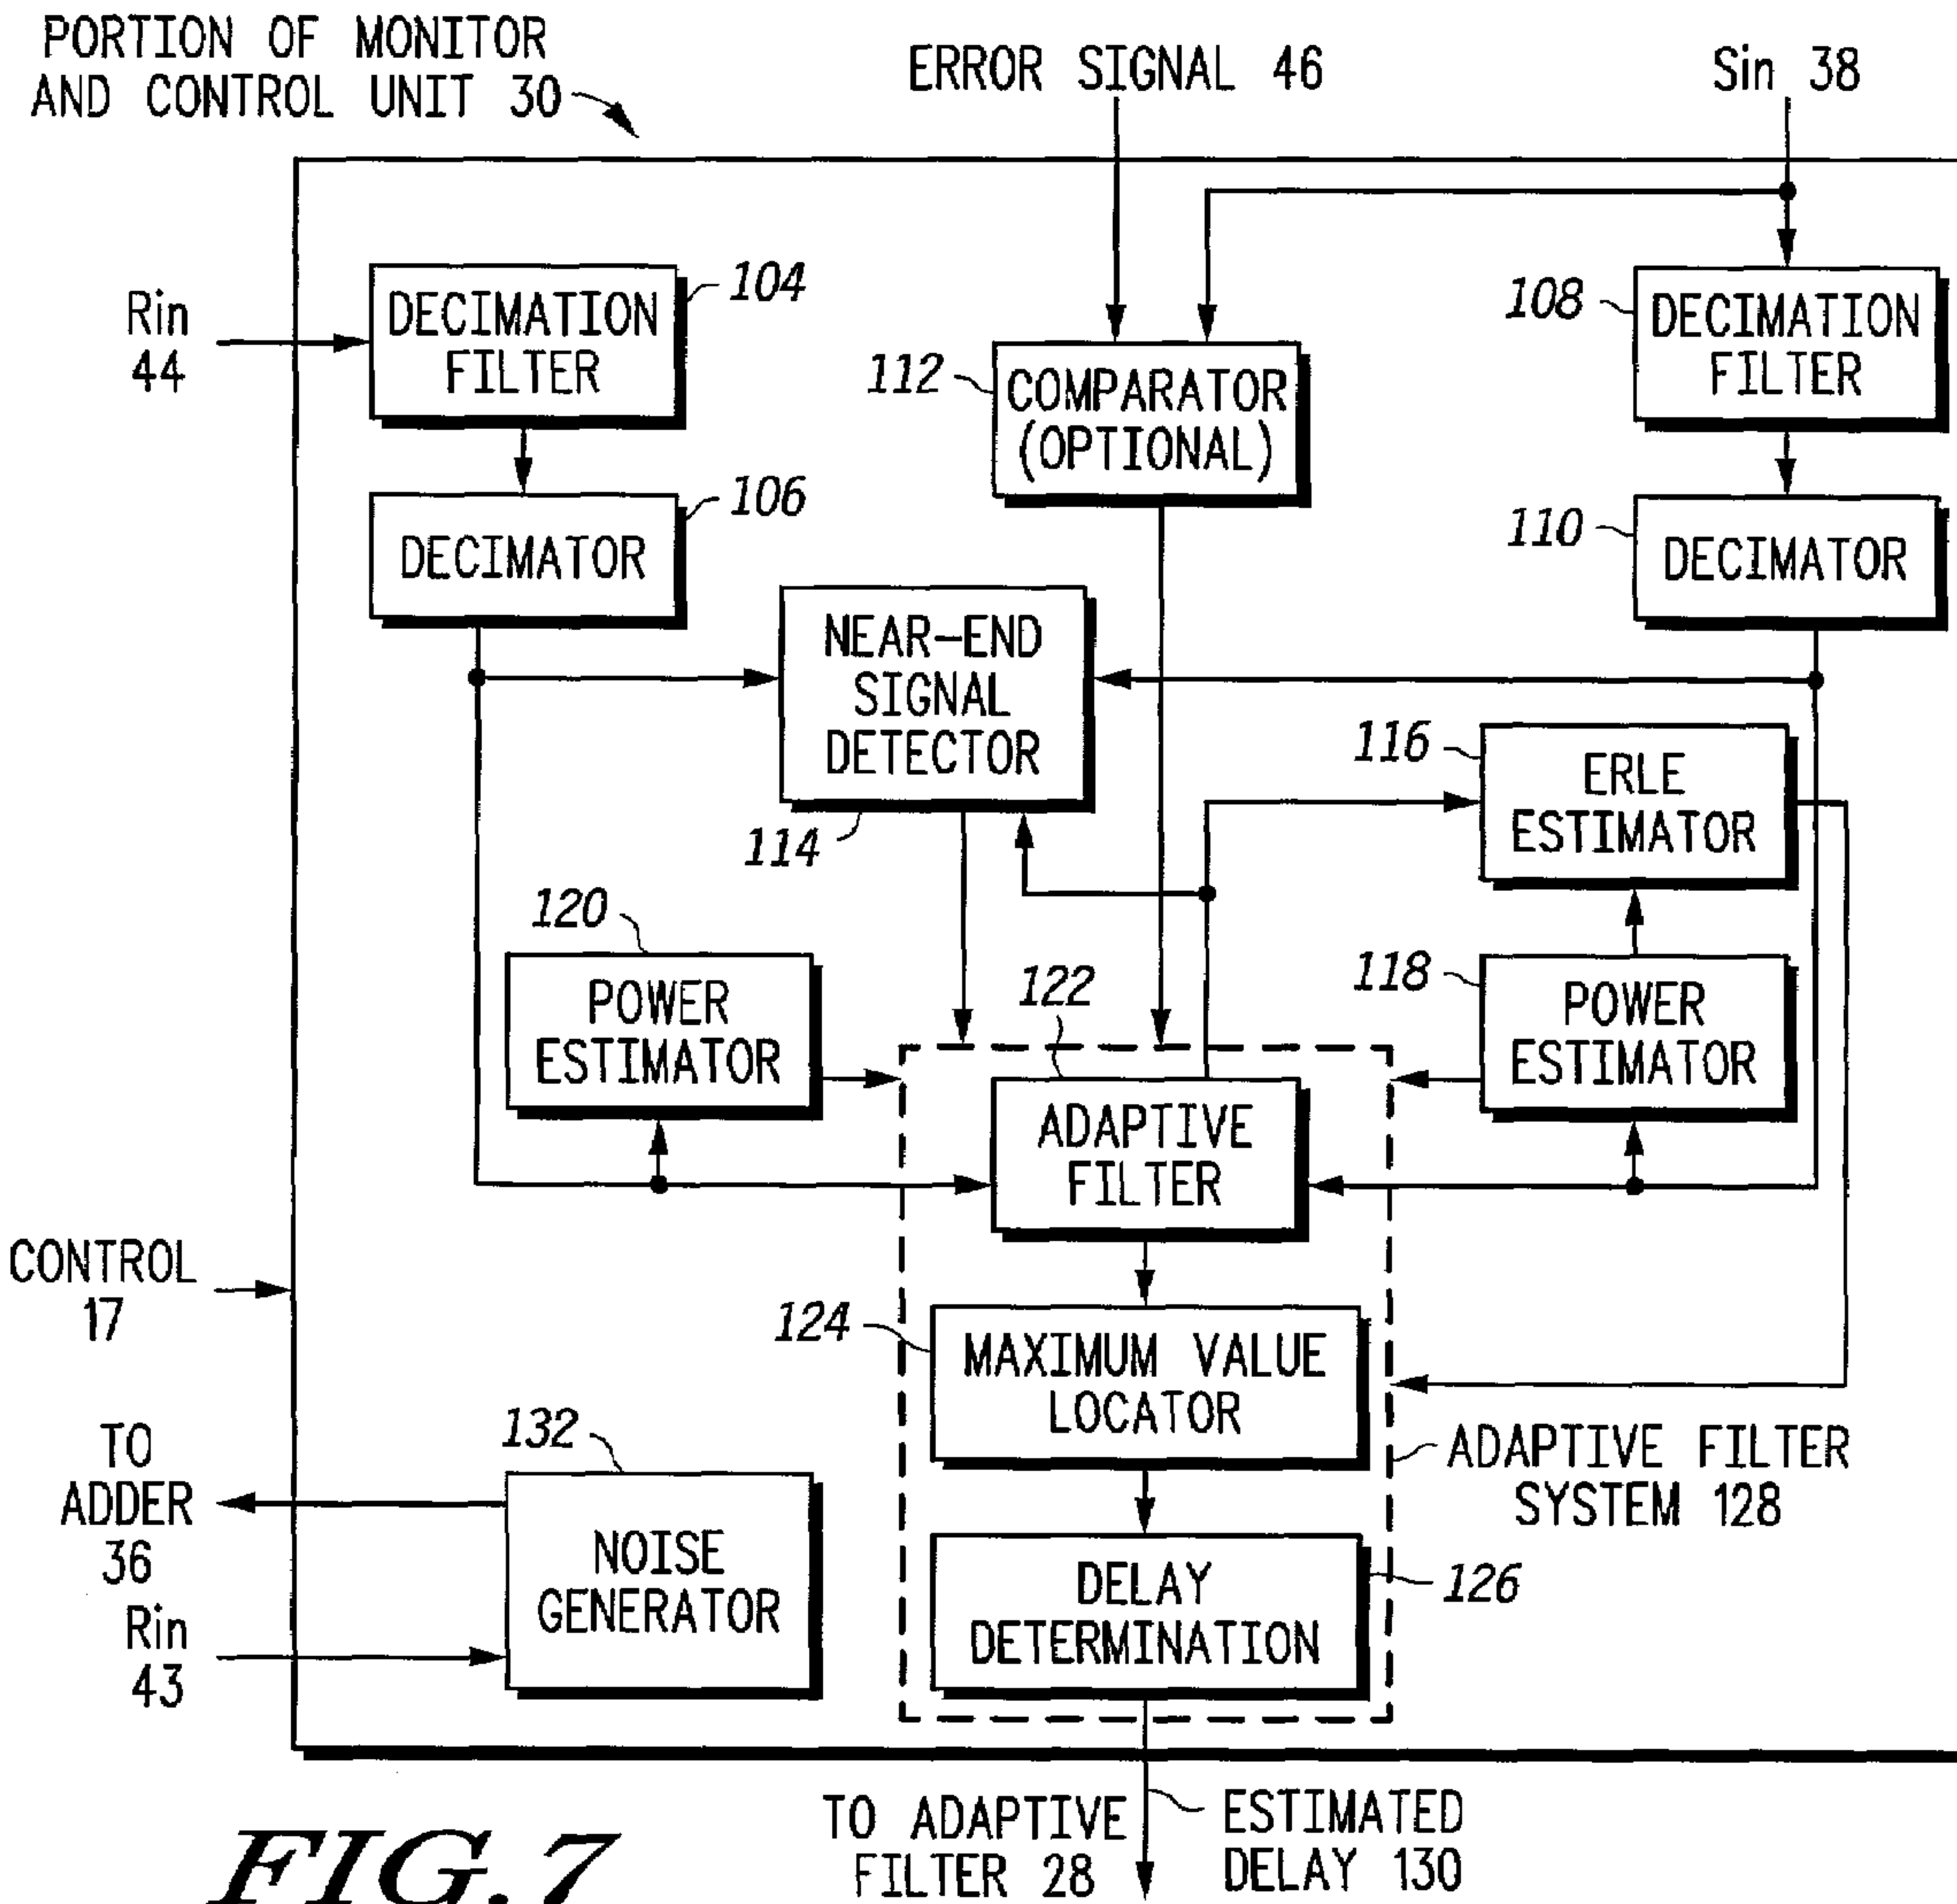 PORTION OF MONITOR
AND CONTROL UNIT 30
ERROR SIGNAL 46
Sin 38
Rin
44
DECIMATION
FILTER
104
112
COMPARATOR
(OPTIONAL)
108
DECIMATION
FILTER
DECIMATOR
106
110
DECIMATOR
NEAR-END
SIGNAL
DETECTOR
114
116
ERLE
ESTIMATOR
120
POWER
ESTIMATOR
122
ADAPTIVE
FILTER
118
POWER
ESTIMATOR
CONTROL
17
124
MAXIMUM VALUE
LOCATOR
ADAPTIVE FILTER
SYSTEM 128
TO
ADDER
36
132
NOISE
GENERATOR
Rin
43
DELAY
DETERMINATION
126
TO ADAPTIVE
FILTER 28
ESTIMATED
DELAY 130
FIG. 7